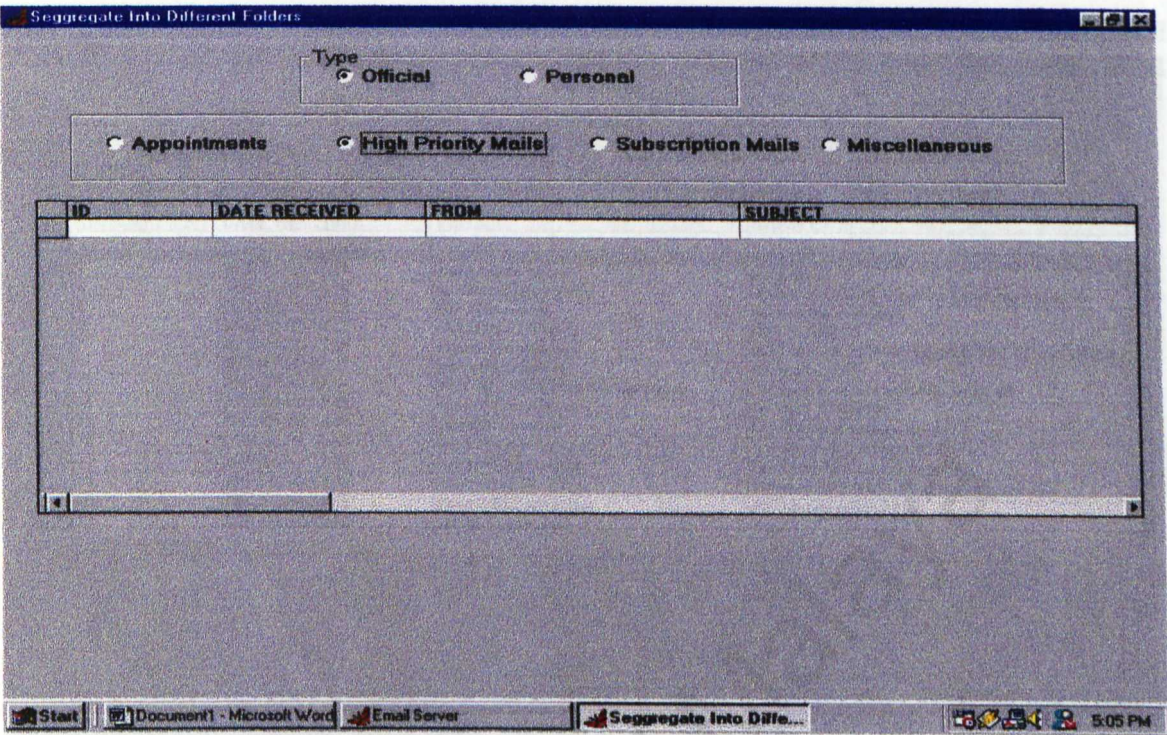 Seggregate Into Different Folders
Type
Official Personal
Appointments High Priority Mails Subscription Mails Miscellaneous
ID DATE RECEIVED FROM SUBJECT
Start Document1 - Microsoft Word Email Server Seggregate Into Diffe... 5:05 PM